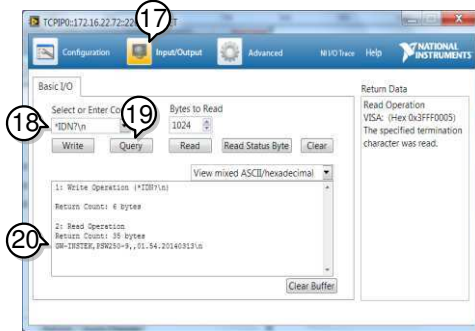 TCPIP0::172.16.22.72::22
17
Configuration
Input/Output
Advanced
NI I/O Trace
Help
NATIONAL
INSTRUMENTS
Basic I/O
Select or Enter Co
Bytes to Read
18
*IDN?\n
19
1024
Write
Query
Read
Read Status Byte
Clear
View mixed ASCII/hexadecimal
1: Write Operation (*IDN?\n)
Return Count: 6 bytes
2: Read Operation
Return Count: 35 bytes
20
GW-INSTEK,PSW250-9,,01.54.20140313\n
Clear Buffer
Return Data
Read Operation
VISA: (Hex 0x3FFF0005)
The specified termination
character was read.